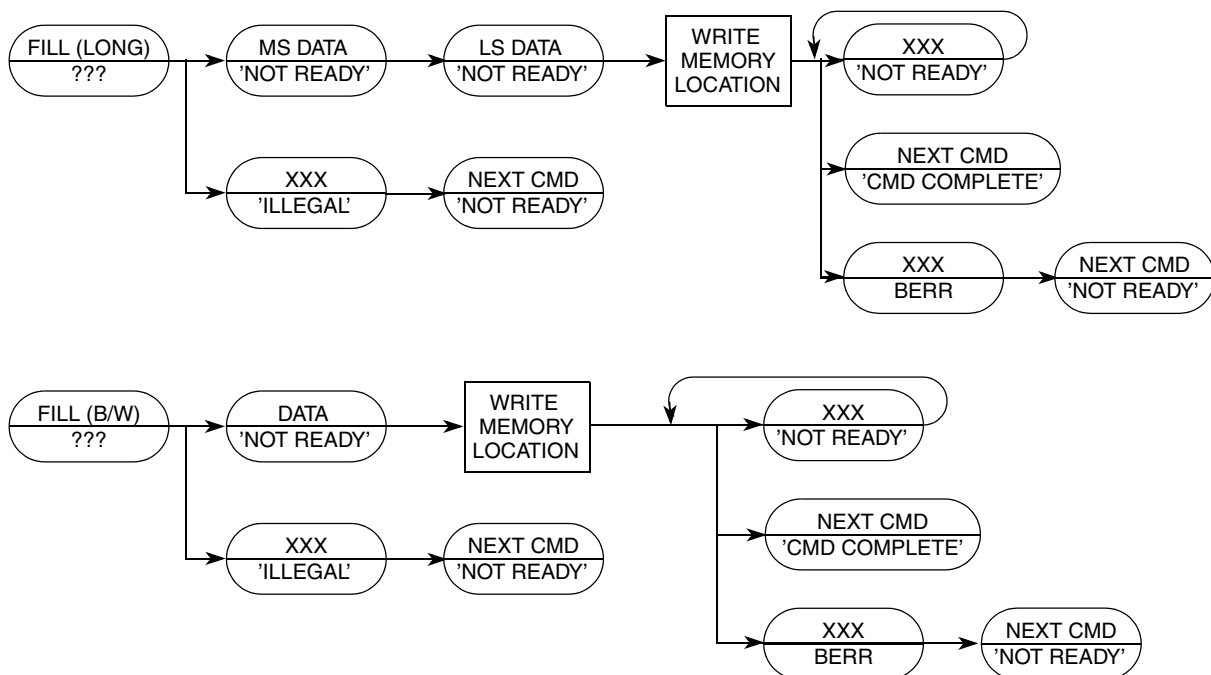 FILL (LONG)
???
MS DATA
'NOT READY'
LS DATA
'NOT READY'
WRITE
MEMORY
LOCATION
XXX
'NOT READY'
XXX
'ILLEGAL'
NEXT CMD
'NOT READY'
NEXT CMD
'CMD COMPLETE'
XXX
BERR
NEXT CMD
'NOT READY'
FILL (B/W)
???
DATA
'NOT READY'
WRITE
MEMORY
LOCATION
XXX
'NOT READY'
XXX
'ILLEGAL'
NEXT CMD
'NOT READY'
NEXT CMD
'CMD COMPLETE'
XXX
BERR
NEXT CMD
'NOT READY'